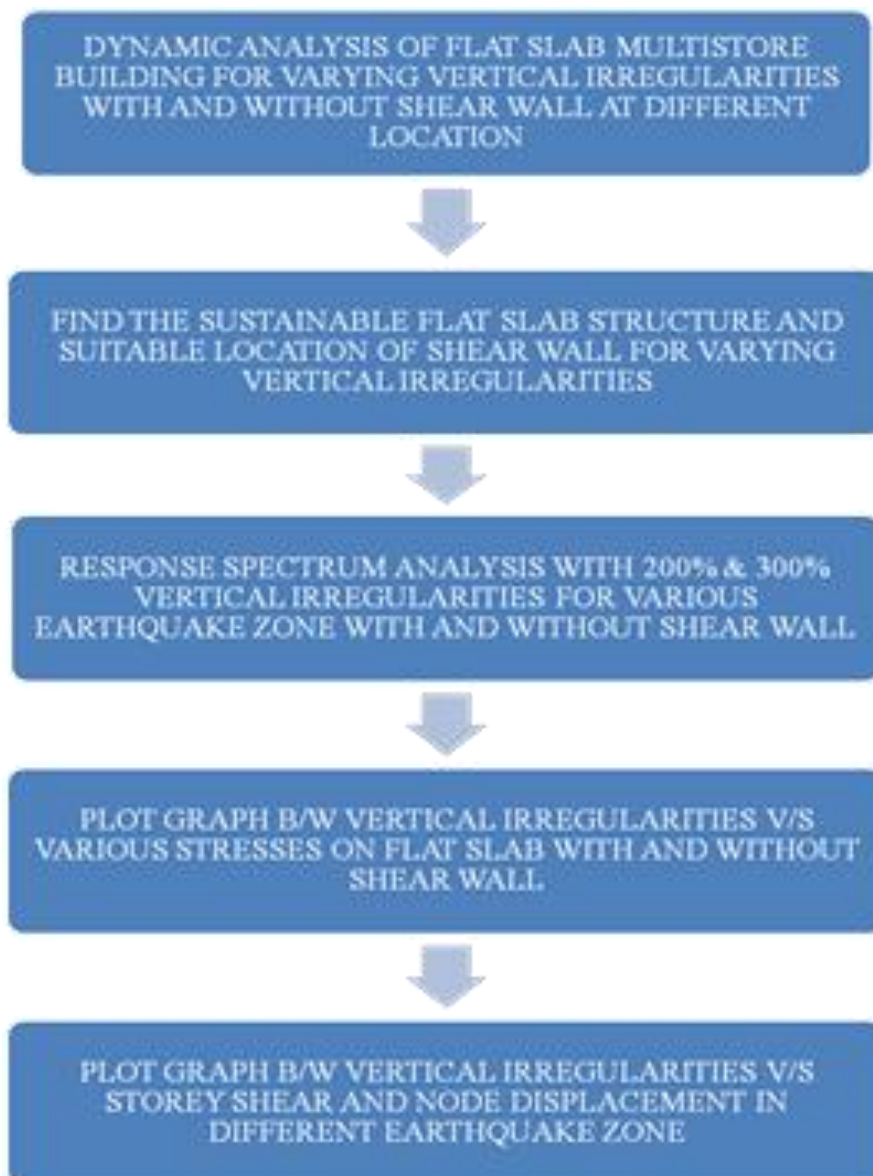 DYNAMIC ANALYSIS OF FLAT SLAB MULTISTORE
BUILDING FOR VARYING VERTICAL IRREGULARITIES
WITH AND WITHOUT SHEAR WALL AT DIFFERENT
LOCATION
FIND THE SUSTAINABLE FLAT SLAB STRUCTURE AND
SUITABLE LOCATION OF SHEAR WALL FOR VARYING
VERTICAL IRREGULARITIES
RESPONSE SPECTRUM ANALYSIS WITH 200% & 300%
VERTICAL IRREGULARITIES FOR VARIOUS
EARTHQUAKE ZONE WITH AND WITHOUT SHEAR WALL
PLOT GRAPH B/W VERTICAL IRREGULARITIES V/S
VARIOUS STRESSES ON FLAT SLAB WITH AND WITHOUT
SHEAR WALL
PLOT GRAPH B/W VERTICAL IRREGULARITIES V/S
STOREY SHEAR AND NODE DISPLACEMENT IN
DIFFERENT EARTHQUAKE ZONE